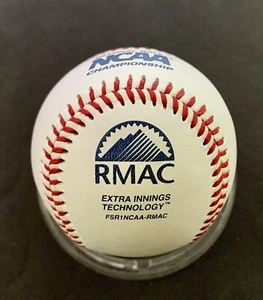 NCAA
CHAMPIONSHIP
RMAC
EXTRA INNINGS
TECHNOLOGY™
FSR1NCAA-RMAC